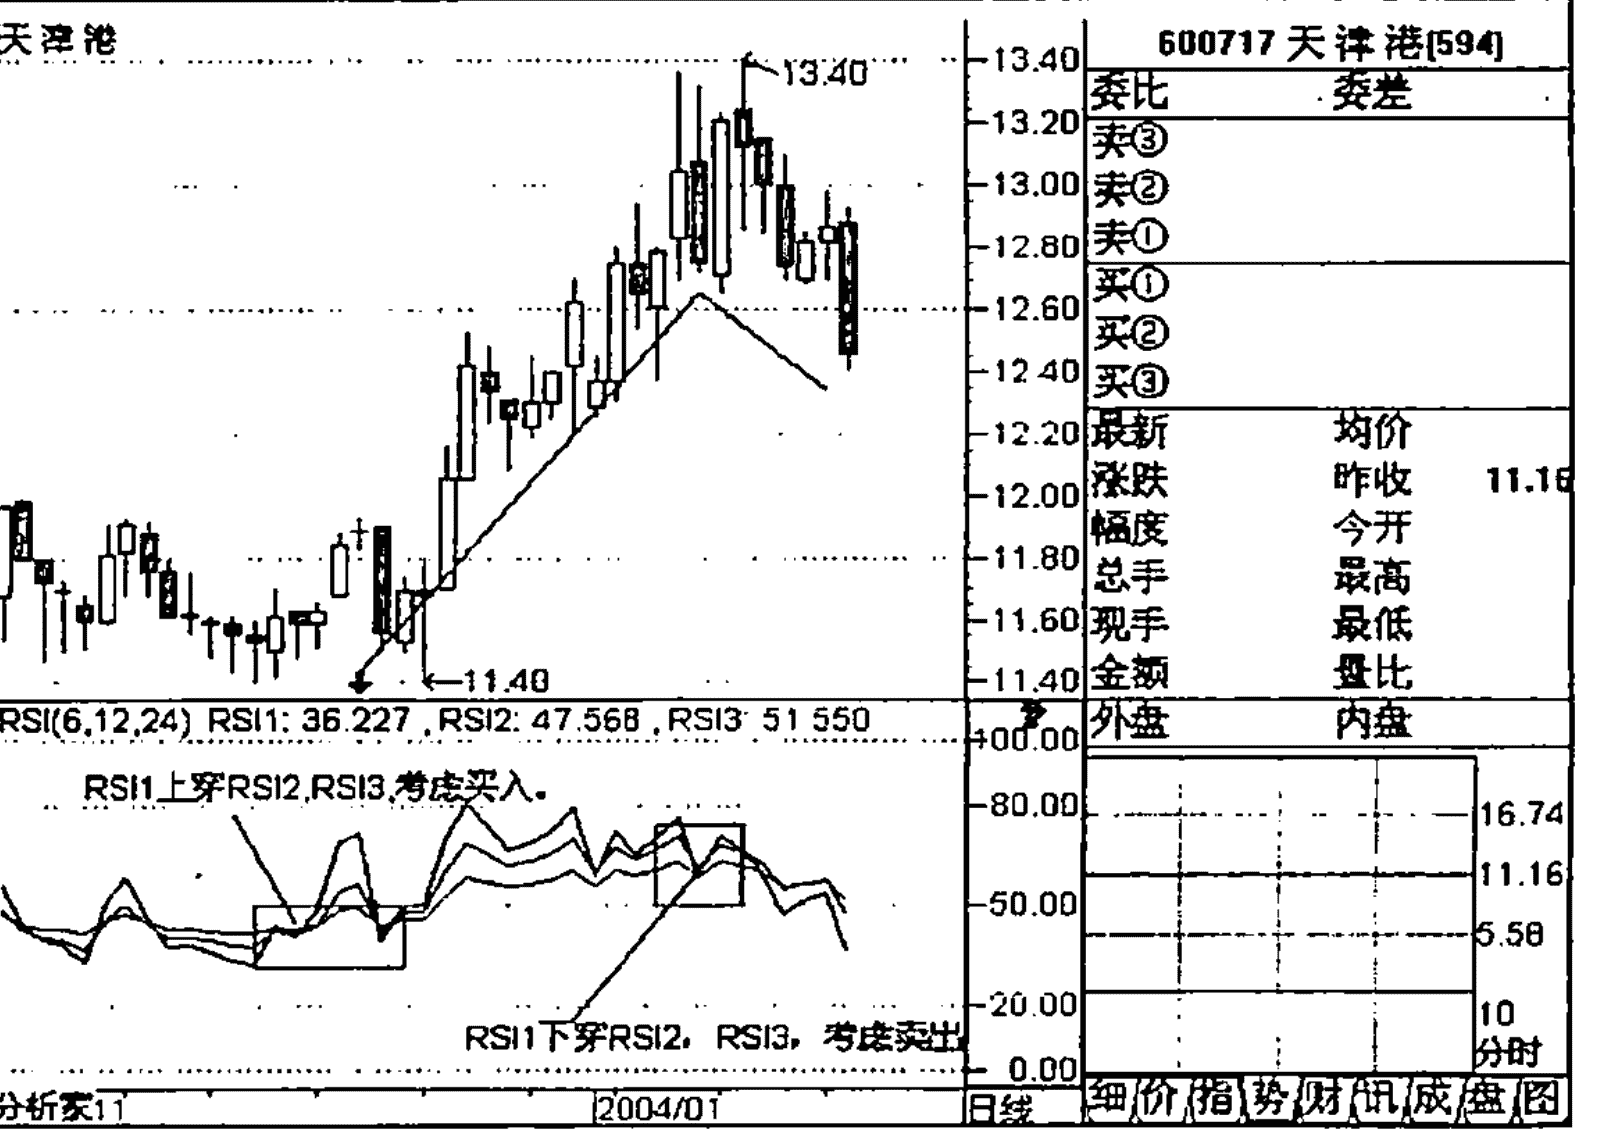 天津港
13.40
11.40
13.40
13.20
13.00
12.80
12.60
12.40
12.20
12.00
11.80
11.60
11.40
RSI(6,12,24) RSI1: 36.227 , RSI2: 47.568 , RSI3: 51.550
RSI1上穿RSI2,RSI3,考虑买入。
RSI1下穿RSI2，RSI3，考虑卖出
100.00
80.00
50.00
20.00
0.00
分析家11
2004/01
日线
600717 天津港(594)
委比 委差
卖③
卖②
卖①
买①
买②
买③
最新 均价
涨跌 昨收 11.16
幅度 今开
总手 最高
现手 最低
金额 量比
外盘 内盘
16.74
11.16
5.58
10
分时
细 价 指 势 财 讯 成 盘 图